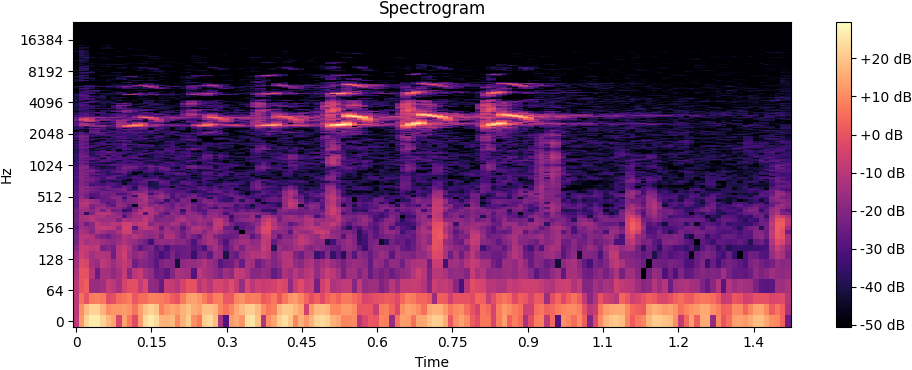 Spectrogram
16384
8192
4096
2048
1024
512
256
128
64
0
Hz
0 0.15 0.3 0.45 0.6 0.75 0.9 1.1 1.2 1.4
Time
+20 dB
+10 dB
+0 dB
-10 dB
-20 dB
-30 dB
-40 dB
-50 dB